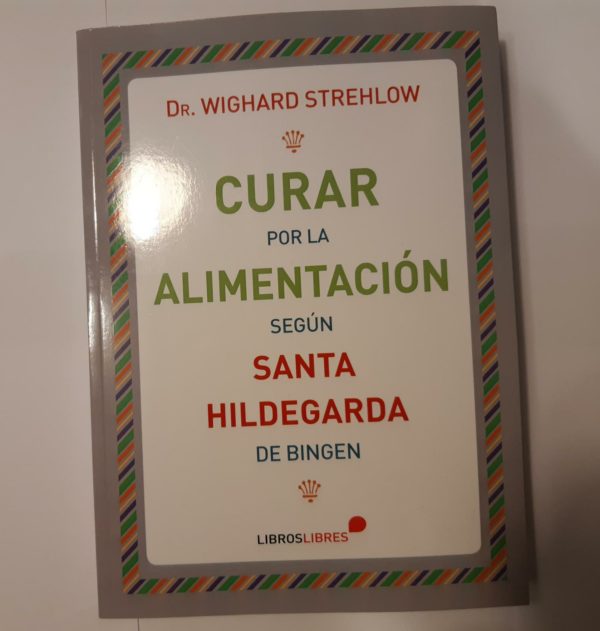 DR. WIGHARD STREHLOW
CURAR
POR LA
ALIMENTACIÓN
SEGÚN
SANTA
HILDEGARDA
DE BINGEN
LIBROSLIBRES